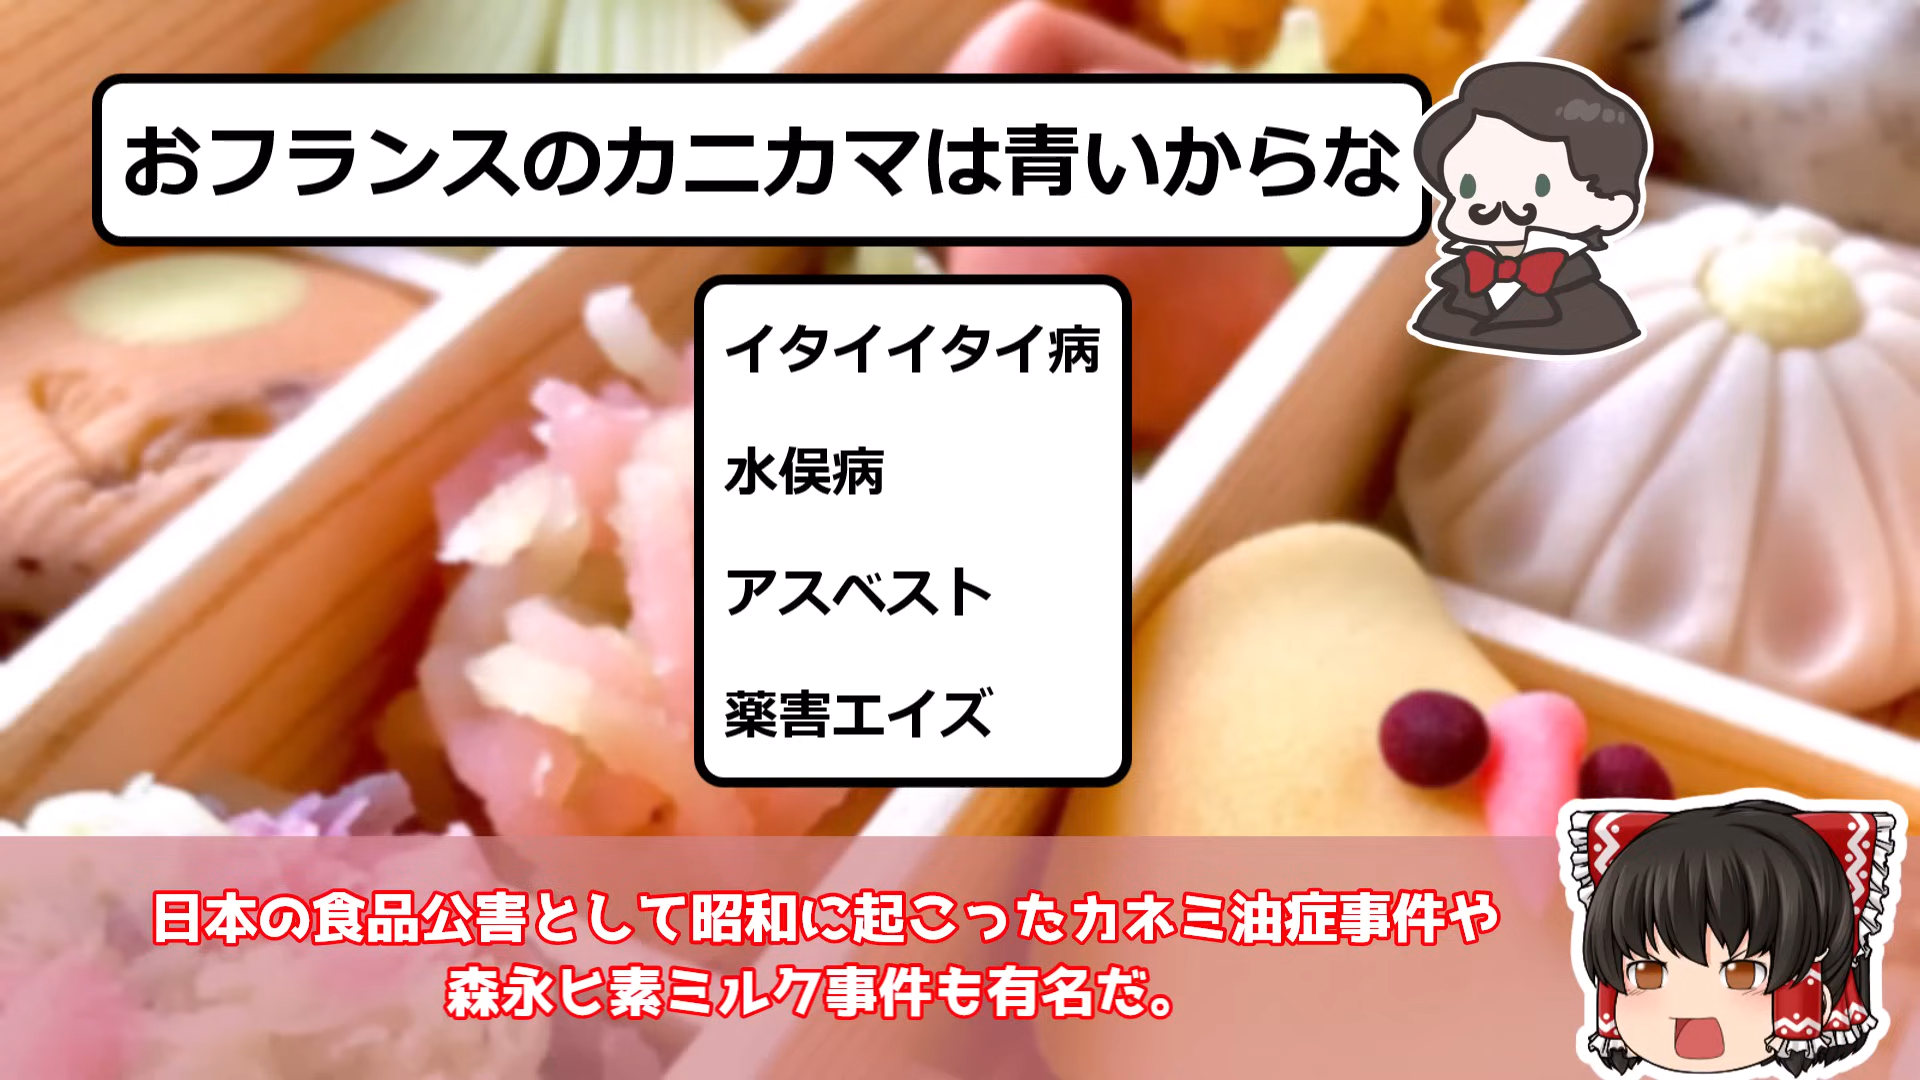 おフランスのカニカマは青いからな
イタイイタイ病
水俣病
アスベスト
薬害エイズ
日本の食品公害として昭和に起こったカネミ油症事件や
森永ヒ素ミルク事件も有名だ。